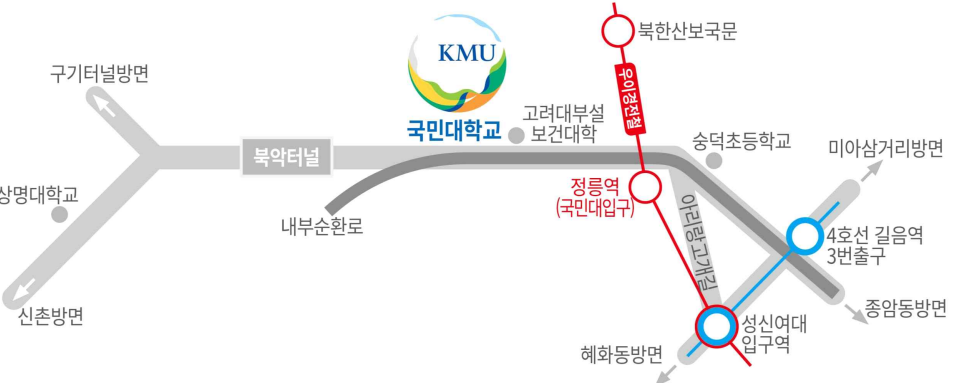 북한산보국문
KMU
구기터널방면
우이경전철
고려대부설
보건대학
국민대학교
숭덕초등학교
미아삼거리방면
북악터널
상명대학교
정릉역
(국민대입구)
아리랑고개길
내부순환로
4호선 길음역
3번출구
신촌방면
종암동방면
성신여대
입구역
혜화동방면